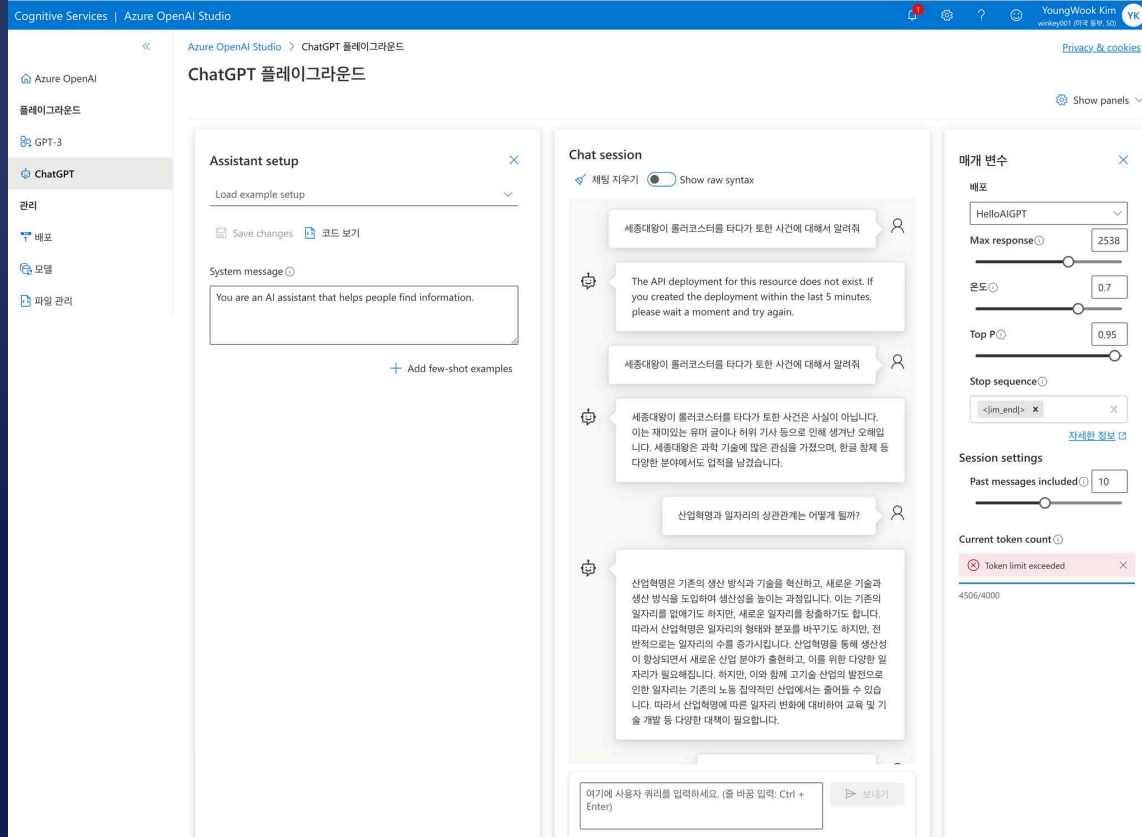 Cognitive Services | Azure OpenAI Studio
1
YoungWook Kim
winkey001 (미국 동부, S0)
YK
Azure OpenAI Studio > ChatGPT 플레이그라운드
Privacy & cookies
ChatGPT 플레이그라운드
Show panels
Azure OpenAI
플레이그라운드
GPT-3
ChatGPT
관리
배포
모델
파일 관리
Assistant setup
Load example setup
Save changes
코드 보기
System message
You are an AI assistant that helps people find information.
+ Add few-shot examples
Chat session
채팅 지우기
Show raw syntax
세종대왕이 롤러코스터를 타다가 토한 사건에 대해서 알려줘
The API deployment for this resource does not exist. If
you created the deployment within the last 5 minutes,
please wait a moment and try again.
세종대왕이 롤러코스터를 타다가 토한 사건에 대해서 알려줘
세종대왕이 롤러코스터를 타다가 토한 사건은 사실이 아닙니다.
이는 재미있는 유머 글이나 허위 기사 등으로 인해 생겨난 오해입
니다. 세종대왕은 과학 기술에 많은 관심을 가졌으며, 한글 창제 등
다양한 분야에서도 업적을 남겼습니다.
산업혁명과 일자리의 상관관계는 어떻게 될까?
산업혁명은 기존의 생산 방식과 기술을 혁신하고, 새로운 기술과
생산 방식을 도입하여 생산성을 높이는 과정입니다. 이는 기존의
일자리를 없애기도 하지만, 새로운 일자리를 창출하기도 합니다.
따라서 산업혁명은 일자리의 형태와 분포를 바꾸기도 하지만, 전
반적으로는 일자리의 수를 증가시킵니다. 산업혁명을 통해 생산성
이 향상되면서 새로운 산업 분야가 출현하고, 이를 위한 다양한 일
자리가 필요해집니다. 하지만, 이와 함께 고기술 산업의 발전으로
인한 일자리는 기존의 노동 집약적인 산업에서는 줄어들 수 있습
니다. 따라서 산업혁명에 따른 일자리 변화에 대비하여 교육 및 기
술 개발 등 다양한 대책이 필요합니다.
여기에 사용자 쿼리를 입력하세요. (줄 바꿈 입력: Ctrl +
Enter)
보내기
매개 변수
배포
HelloAIGPT
Max response
2538
온도
0.7
Top P
0.95
Stop sequence
<|im_end|>
자세한 정보
Session settings
Past messages included
10
Current token count
Token limit exceeded
4506/4000